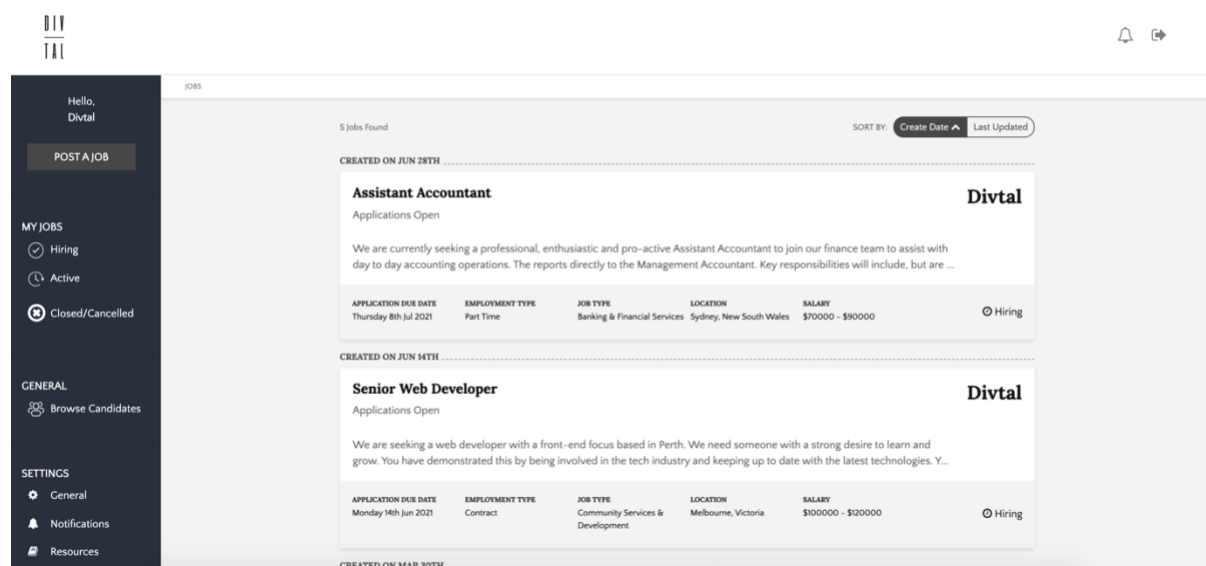 DIV
TAL
JOBS
Hello,
Divtal
POST A JOB
MY JOBS
Hiring
Active
Closed/Cancelled
GENERAL
Browse Candidates
SETTINGS
General
Notifications
Resources
5 Jobs Found
SORT BY: Create Date Last Updated
CREATED ON JUN 28TH
Assistant Accountant
Divtal
Applications Open
We are currently seeking a professional, enthusiastic and pro-active Assistant Accountant to join our finance team to assist with
day to day accounting operations. The reports directly to the Management Accountant. Key responsibilities will include, but are ...
APPLICATION DUE DATE EMPLOYMENT TYPE JOB TYPE LOCATION SALARY
Thursday 8th Jul 2021 Part Time Banking & Financial Services Sydney, New South Wales $70000 - $90000
Hiring
CREATED ON JUN 14TH
Senior Web Developer
Divtal
Applications Open
We are seeking a web developer with a front-end focus based in Perth. We need someone with a strong desire to learn and
grow. You have demonstrated this by being involved in the tech industry and keeping up to date with the latest technologies. Y...
APPLICATION DUE DATE EMPLOYMENT TYPE JOB TYPE LOCATION SALARY
Monday 14th Jun 2021 Contract Community Services & Melbourne, Victoria $100000 - $120000
Development
Hiring
CREATED ON MAR 30TH